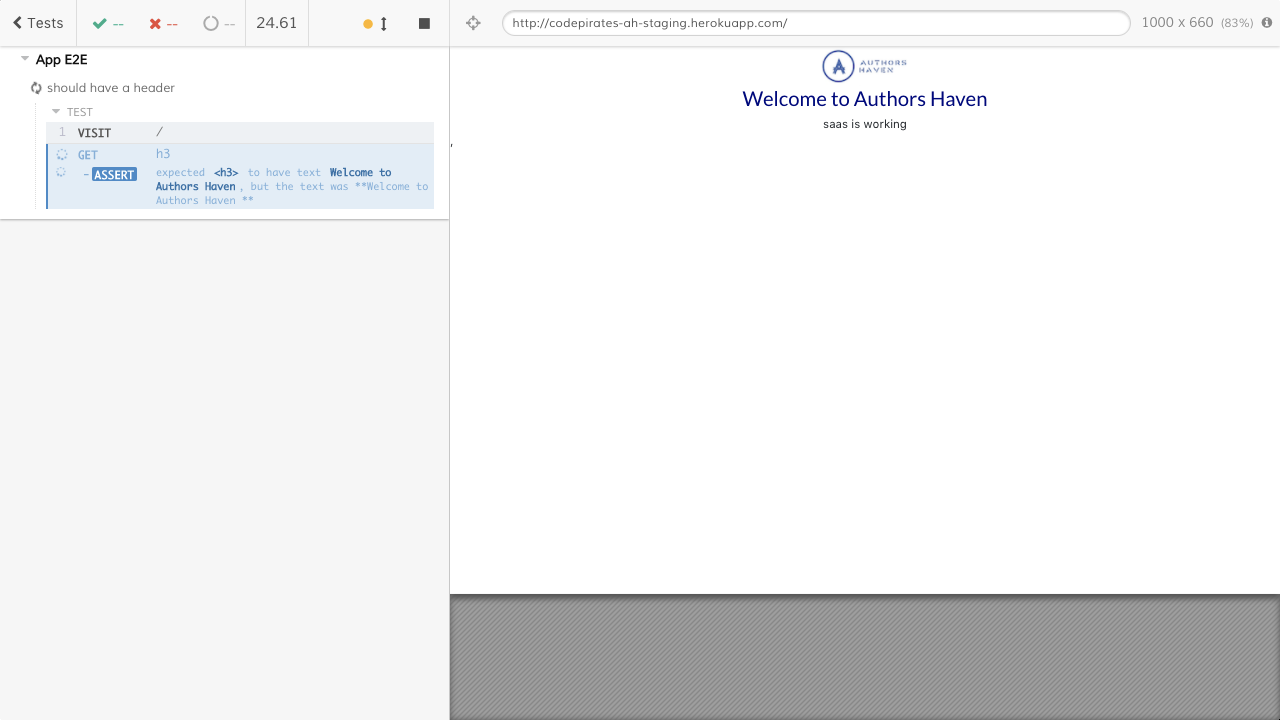 Tests -- -- -- 24.61
http://codepirates-ah-staging.herokuapp.com/ 1000 x 660 (83%)
App E2E
should have a header
TEST
1 VISIT /
GET h3
- ASSERT expected <h3> to have text Welcome to
Authors Haven , but the text was **Welcome to
Authors Haven **
AUTHORS
HAVEN
Welcome to Authors Haven
saas is working
,